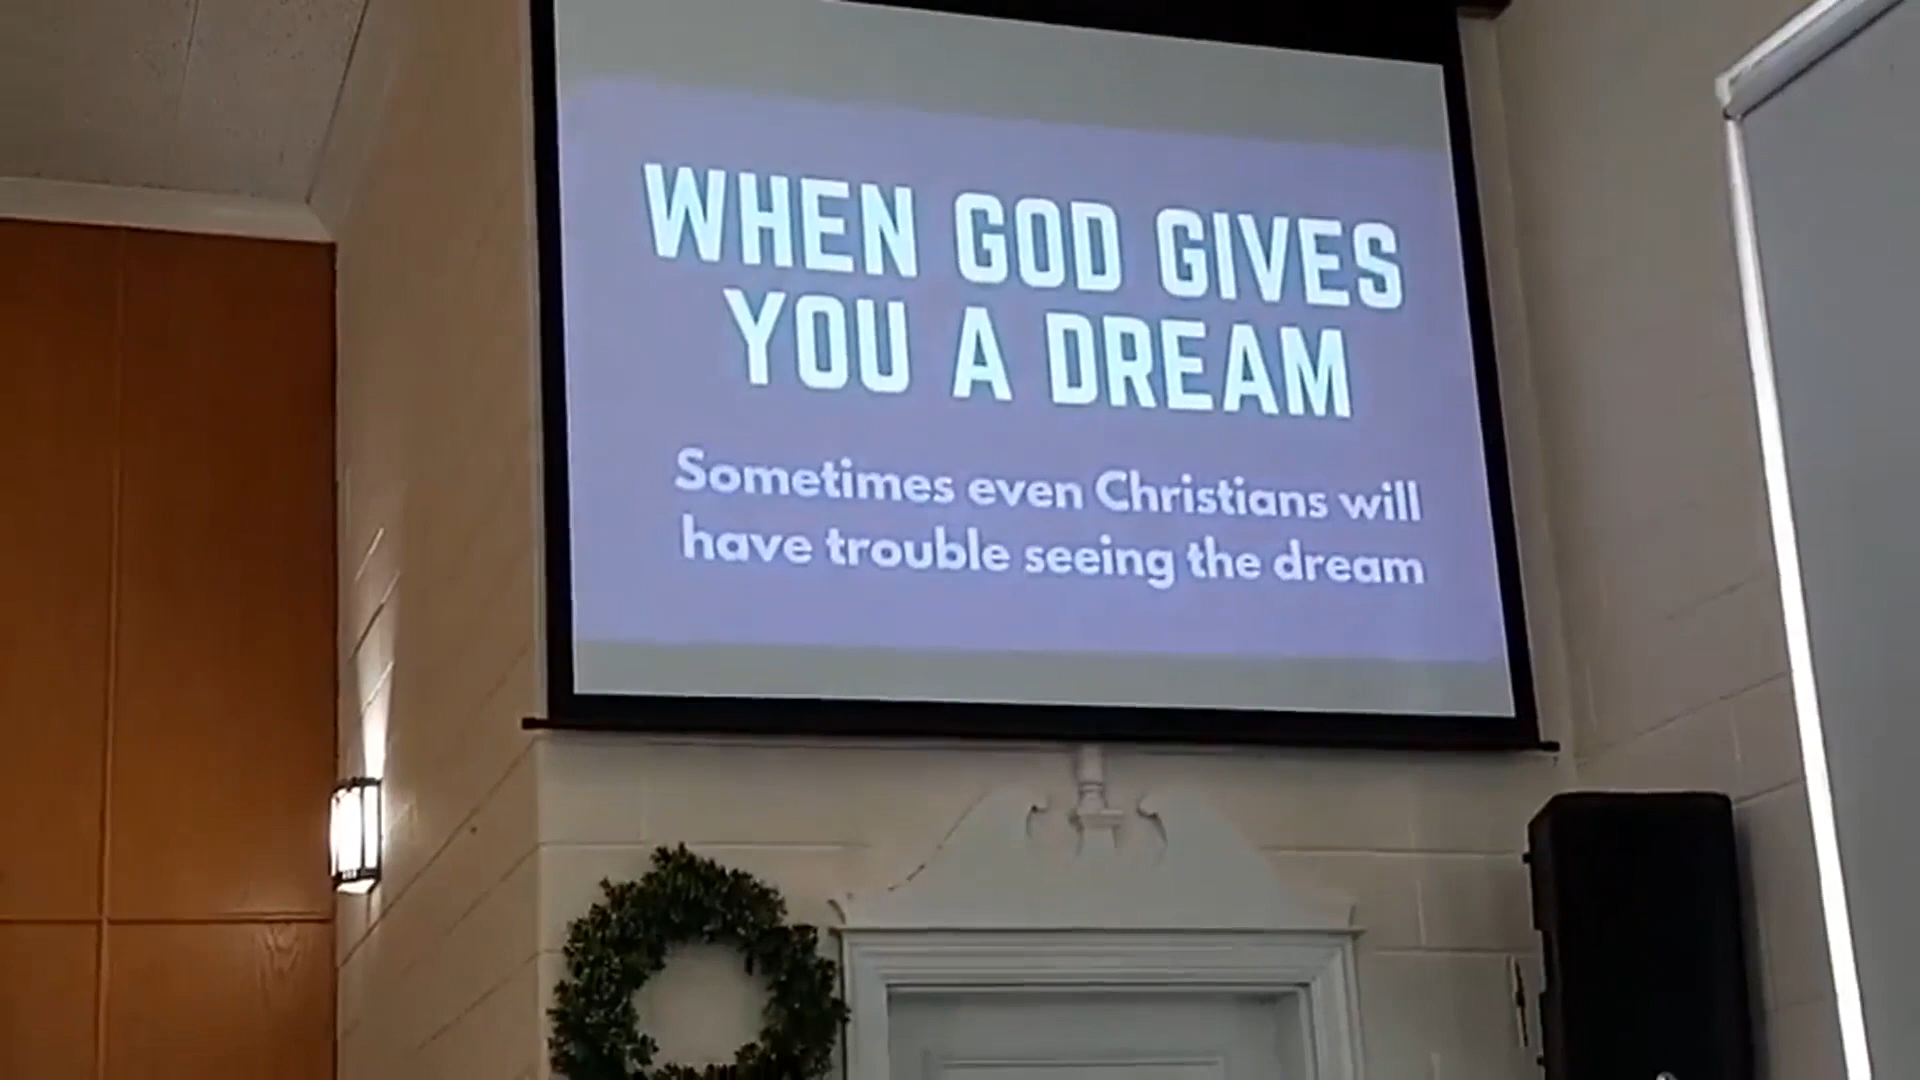 WHEN GOD GIVES
YOU A DREAM
Sometimes even Christians will
have trouble seeing the dream